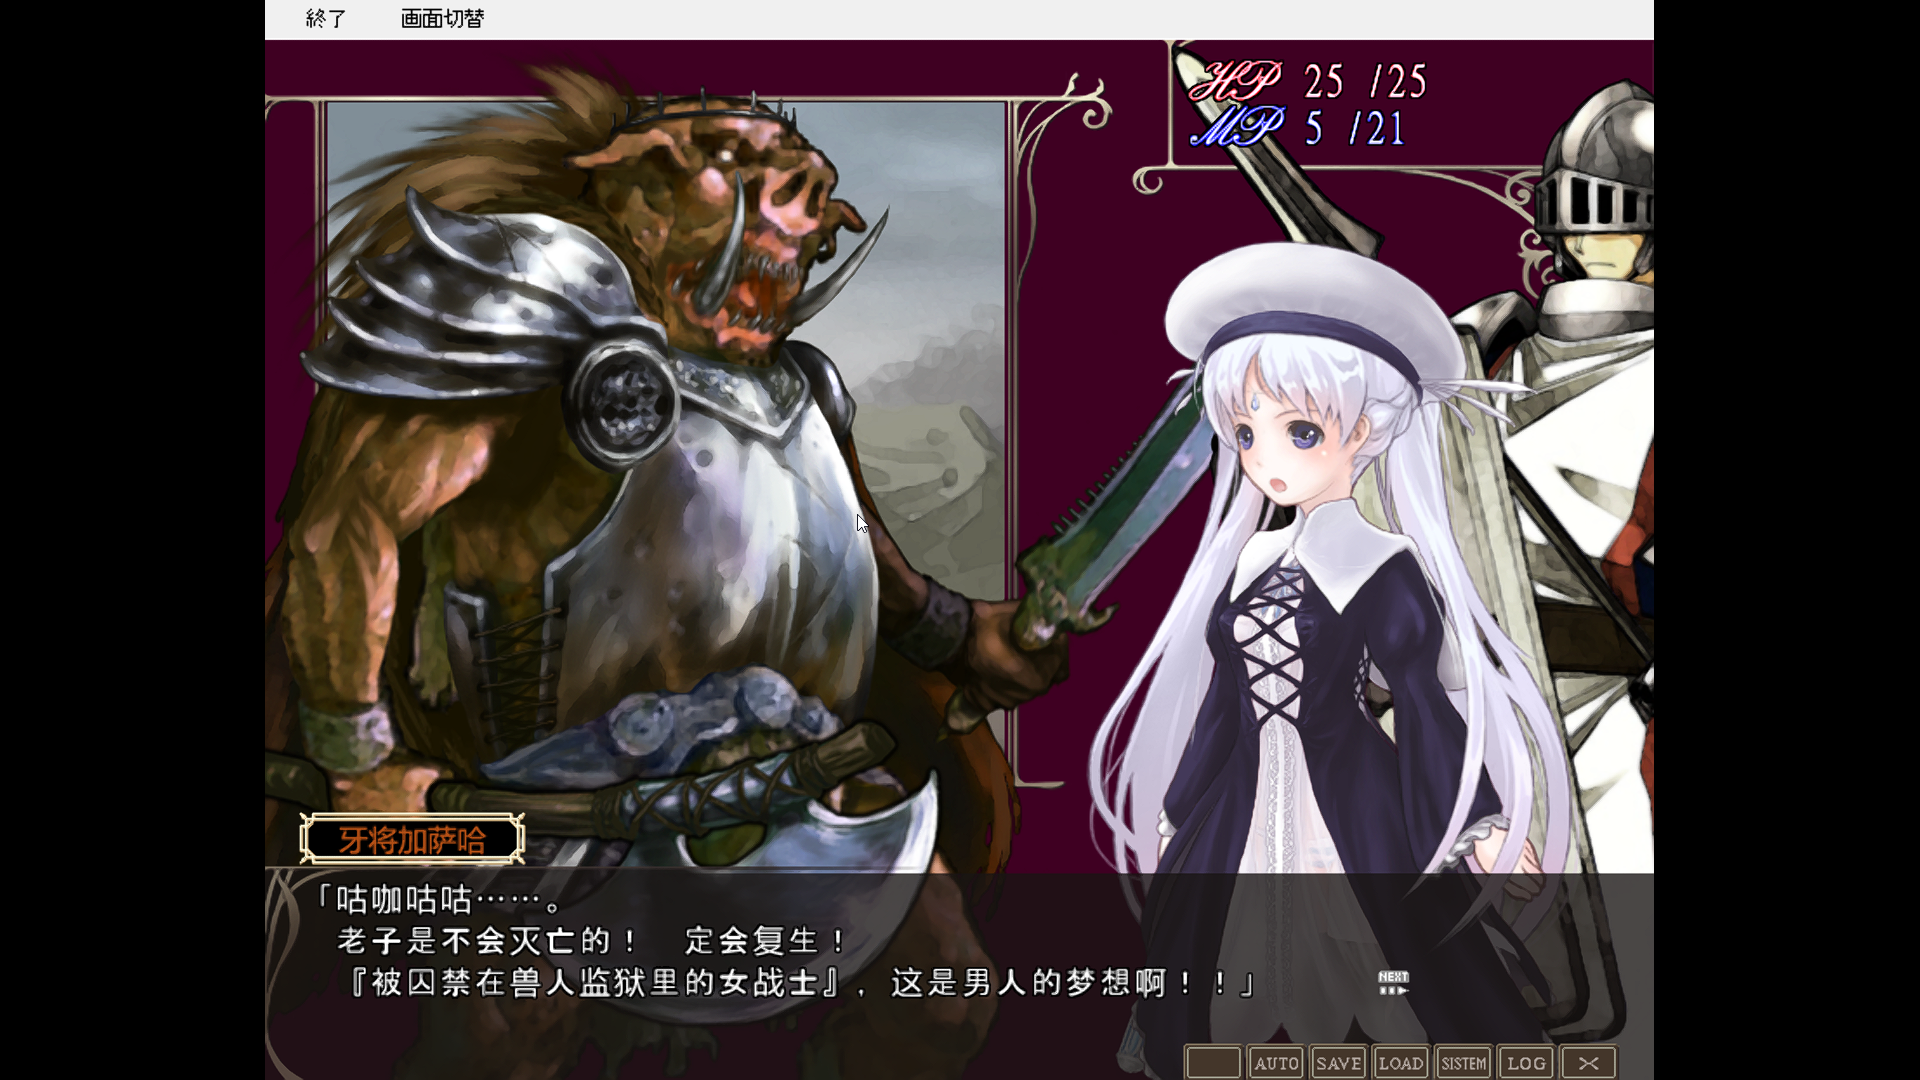 終了 画面切替
HP 25 /25
MP 5 /21
牙将加萨哈
「咕咖咕咕……。
老子是不会灭亡的！ 定会复生！
『被囚禁在兽人监狱里的女战士』，这是男人的梦想啊！！」
NEXT
AUTO SAVE LOAD SISTEM LOG